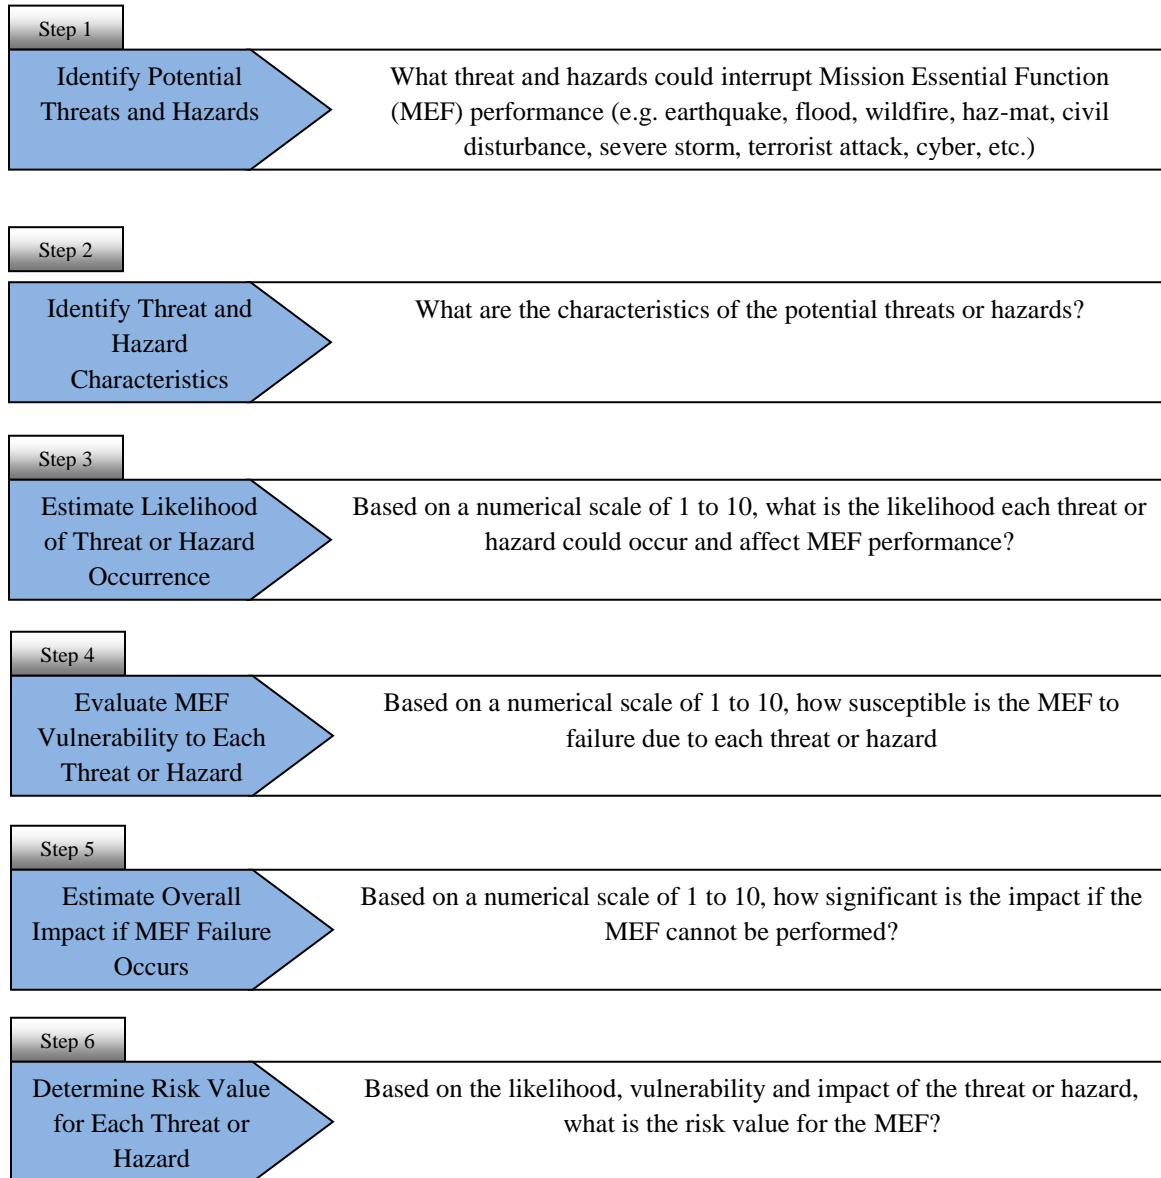 Step 1
Identify Potential
Threats and Hazards
What threat and hazards could interrupt Mission Essential Function
(MEF) performance (e.g. earthquake, flood, wildfire, haz-mat, civil
disturbance, severe storm, terrorist attack, cyber, etc.)
Step 2
Identify Threat and
Hazard
Characteristics
What are the characteristics of the potential threats or hazards?
Step 3
Estimate Likelihood
of Threat or Hazard
Occurrence
Based on a numerical scale of 1 to 10, what is the likelihood each threat or
hazard could occur and affect MEF performance?
Step 4
Evaluate MEF
Vulnerability to Each
Threat or Hazard
Based on a numerical scale of 1 to 10, how susceptible is the MEF to
failure due to each threat or hazard
Step 5
Estimate Overall
Impact if MEF Failure
Occurs
Based on a numerical scale of 1 to 10, how significant is the impact if the
MEF cannot be performed?
Step 6
Determine Risk Value
for Each Threat or
Hazard
Based on the likelihood, vulnerability and impact of the threat or hazard,
what is the risk value for the MEF?